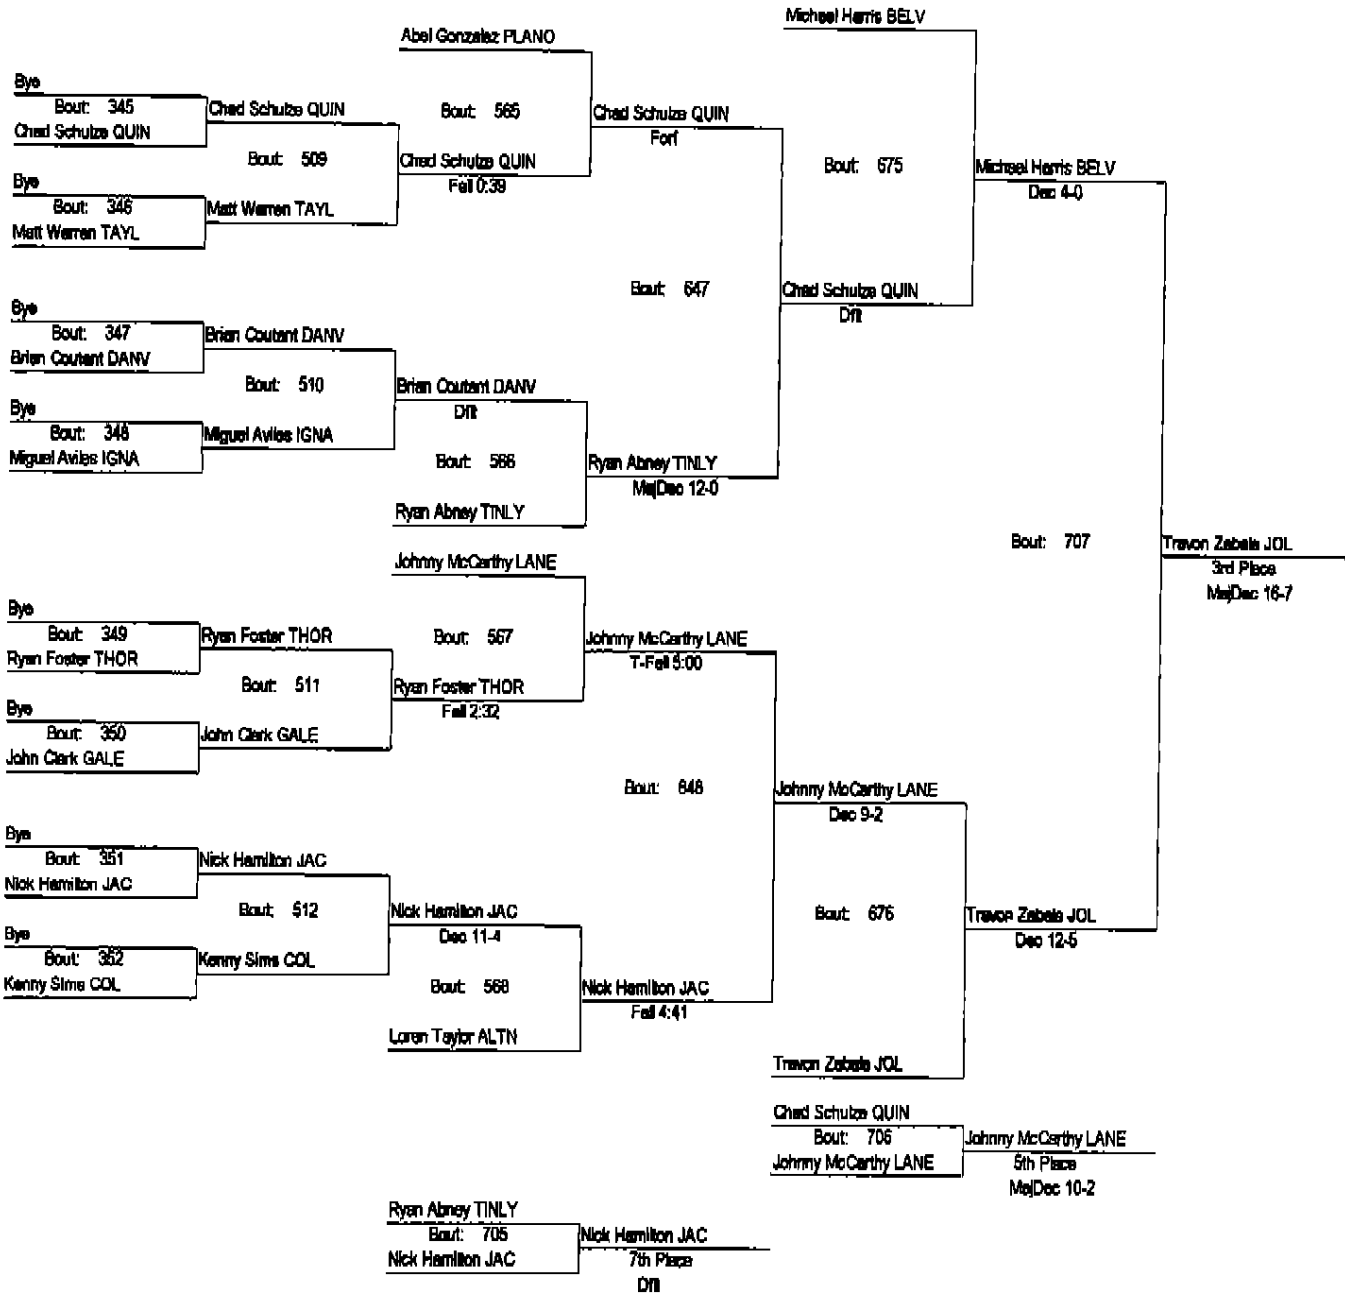 Michael Harris BELV
Abel Gonzalez PLANO
Bye
Bout: 345
Chad Schulze QUIN
Chad Schulze QUIN
Bout: 565
Chad Schulze QUIN
Forf
Bout: 509
Chad Schulze QUIN
Fall 0:39
Bout: 675
Michael Harris BELV
Dec 4-0
Bye
Bout: 346
Matt Warren TAYL
Matt Warren TAYL
Bout: 647
Chad Schulze QUIN
Dflt
Bye
Bout: 347
Brian Coutant DANV
Brian Coutant DANV
Bout: 510
Brian Coutant DANV
Dflt
Bye
Bout: 348
Miguel Aviles IGNA
Miguel Aviles IGNA
Bout: 566
Ryan Abney TINLY
MajDec 12-0
Ryan Abney TINLY
Bout: 707
Travon Zabala JOL
3rd Place
MajDec 16-7
Johnny McCarthy LANE
Bye
Bout: 349
Ryan Foster THOR
Ryan Foster THOR
Bout: 567
Johnny McCarthy LANE
T-Fall 5:00
Bout: 511
Ryan Foster THOR
Fall 2:32
Bye
Bout: 350
John Clark GALE
John Clark GALE
Bout: 648
Johnny McCarthy LANE
Dec 9-2
Bye
Bout: 351
Nick Hamilton JAC
Nick Hamilton JAC
Bout: 512
Nick Hamilton JAC
Dec 11-4
Bout: 676
Travon Zabala JOL
Dec 12-5
Bye
Bout: 352
Kenny Sims COL
Kenny Sims COL
Bout: 568
Nick Hamilton JAC
Fall 4:41
Loren Taylor ALTN
Travon Zabala JOL
Chad Schulze QUIN
Bout: 706
Johnny McCarthy LANE
Johnny McCarthy LANE
5th Place
MajDec 10-2
Ryan Abney TINLY
Bout: 705
Nick Hamilton JAC
Nick Hamilton JAC
7th Place
Dflt